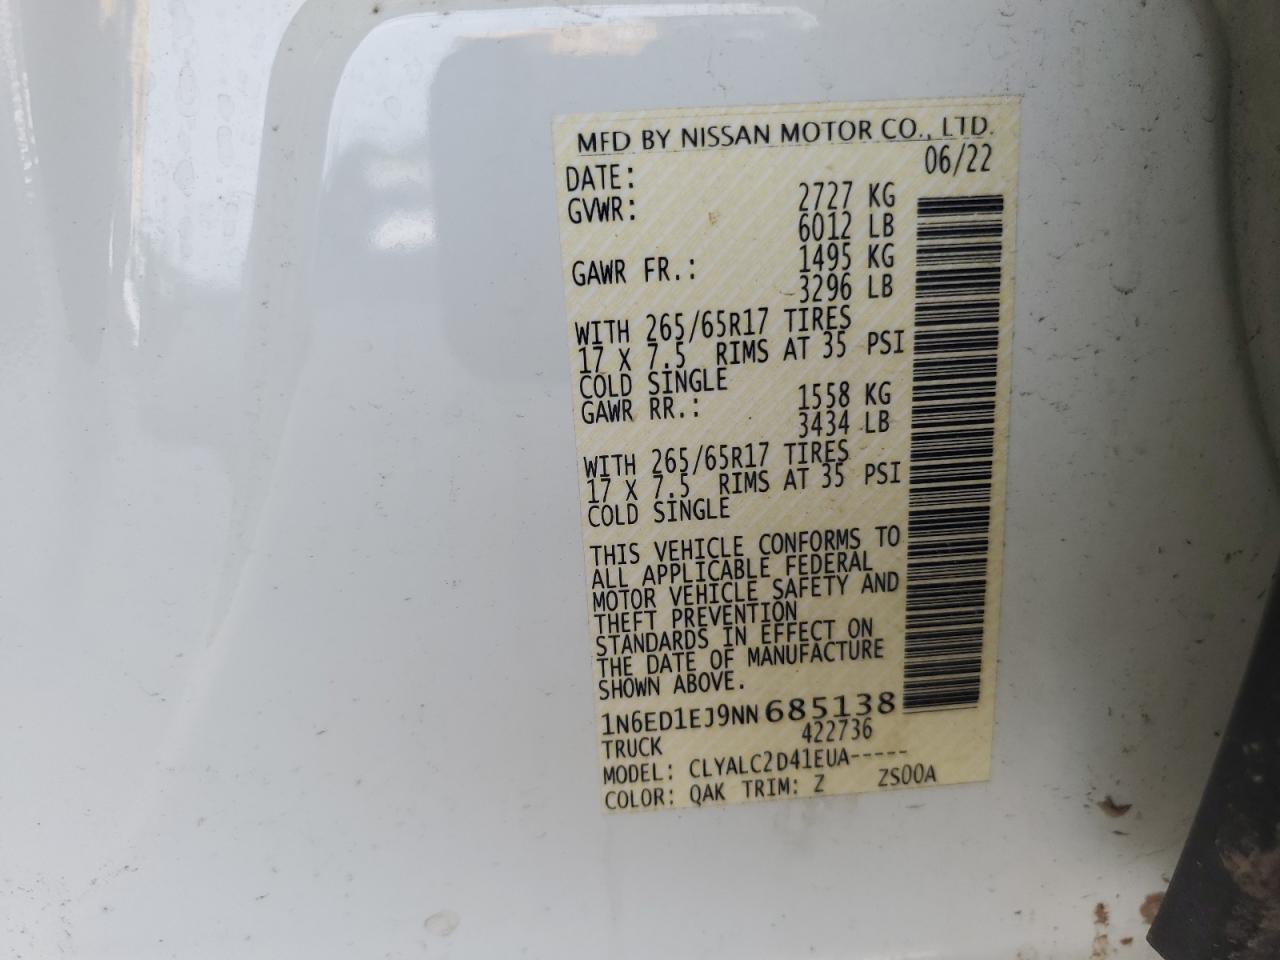 MFD BY NISSAN MOTOR CO., LTD.
DATE: 06/22
GVWR: 2727 KG
6012 LB
GAWR FR.: 1495 KG
3296 LB
WITH 265/65R17 TIRES
17 X 7.5 RIMS AT 35 PSI
COLD SINGLE
GAWR RR.: 1558 KG
3434 LB
WITH 265/65R17 TIRES
17 X 7.5 RIMS AT 35 PSI
COLD SINGLE
THIS VEHICLE CONFORMS TO
ALL APPLICABLE FEDERAL
MOTOR VEHICLE SAFETY AND
THEFT PREVENTION
STANDARDS IN EFFECT ON
THE DATE OF MANUFACTURE
SHOWN ABOVE.
1N6ED1EJ9NN685138
TRUCK 422736
MODEL: CLYALC2D41EUA-----
COLOR: QAK TRIM: Z ZS00A